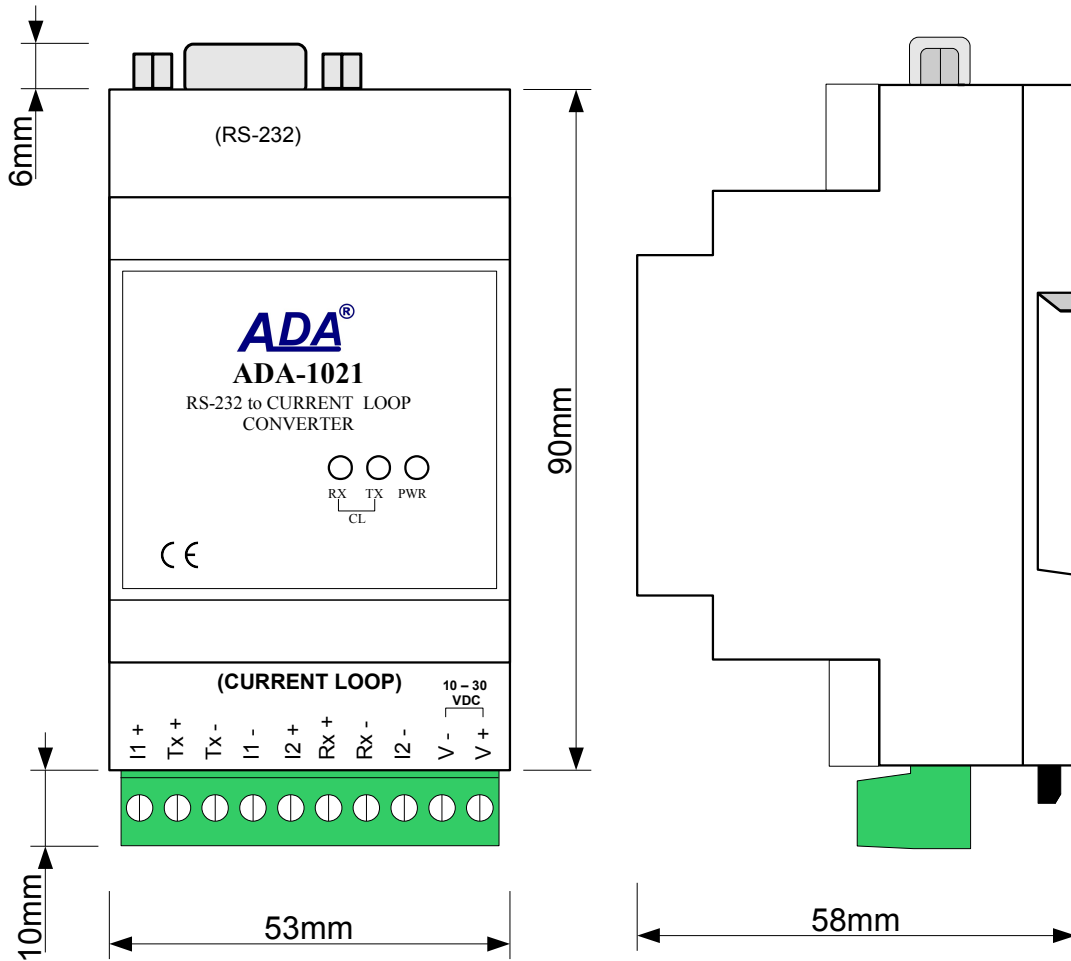 6mm
(RS-232)
ADA®
ADA-1021
RS-232 to CURRENT LOOP
CONVERTER
RX TX PWR
CL
CE
90mm
(CURRENT LOOP)
10 – 30
VDC
I1 +
Tx +
Tx -
I1 -
I2 +
Rx +
Rx -
I2 -
V -
V +
10mm
53mm
58mm